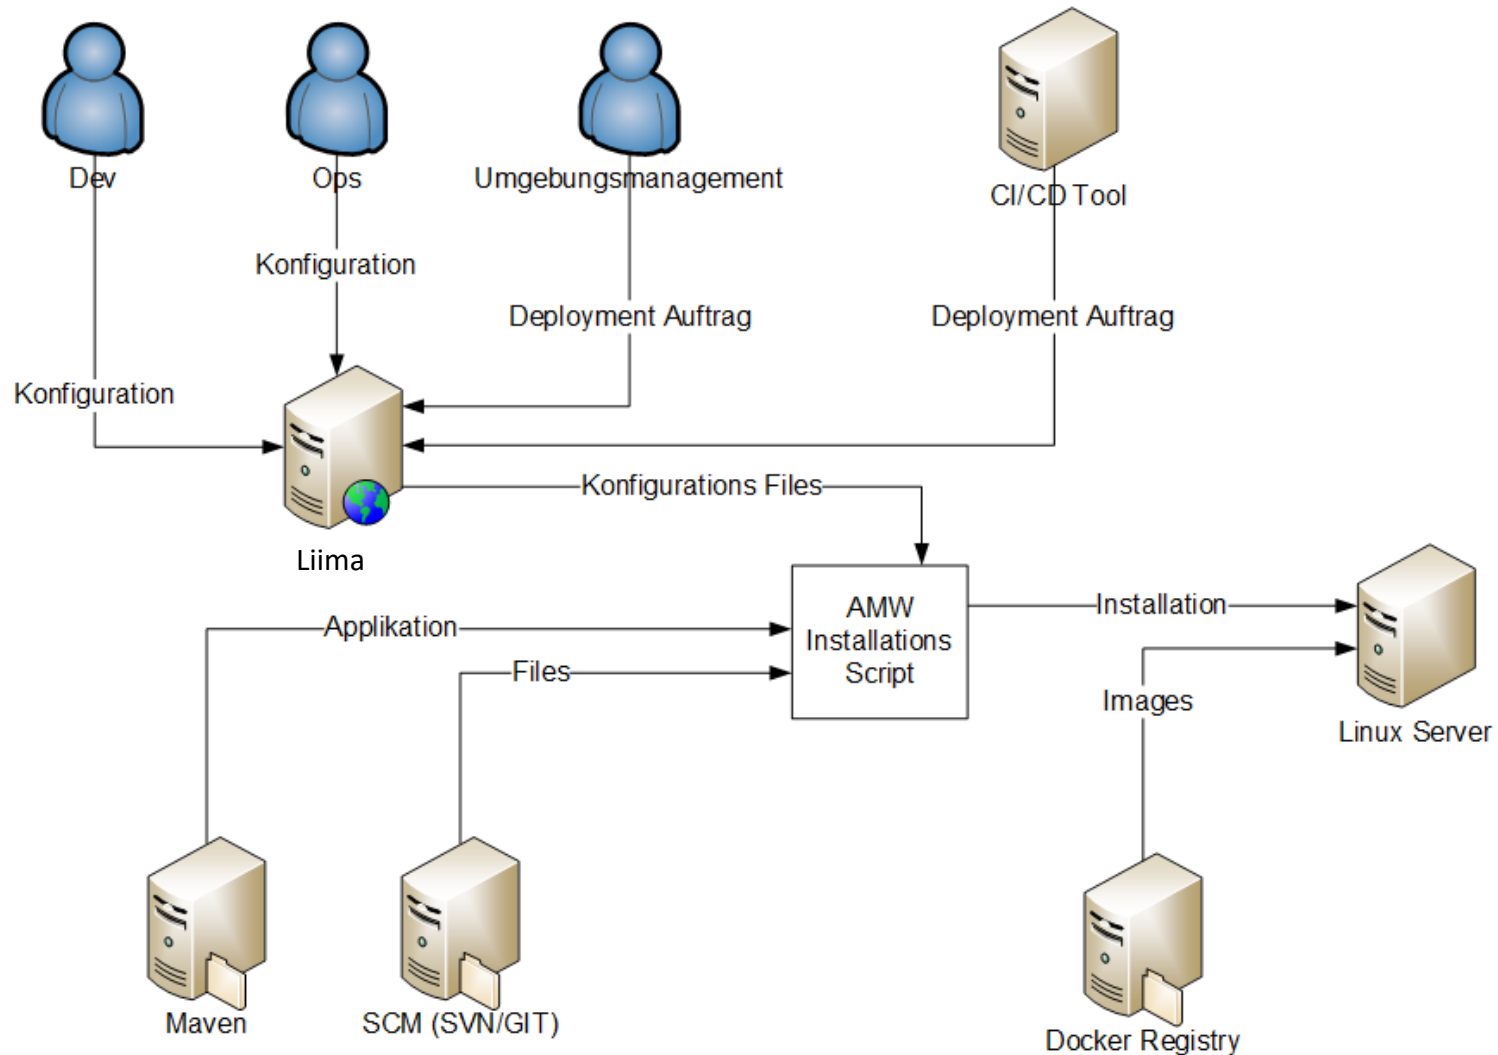 Dev
Ops
Umgebungsmanagement
CI/CD Tool
Konfiguration
Deployment Auftrag
Deployment Auftrag
Konfiguration
Konfigurations Files
Liima
AMW
Installations
Script
Applikation
Files
Installation
Images
Linux Server
Maven
SCM (SVN/GIT)
Docker Registry